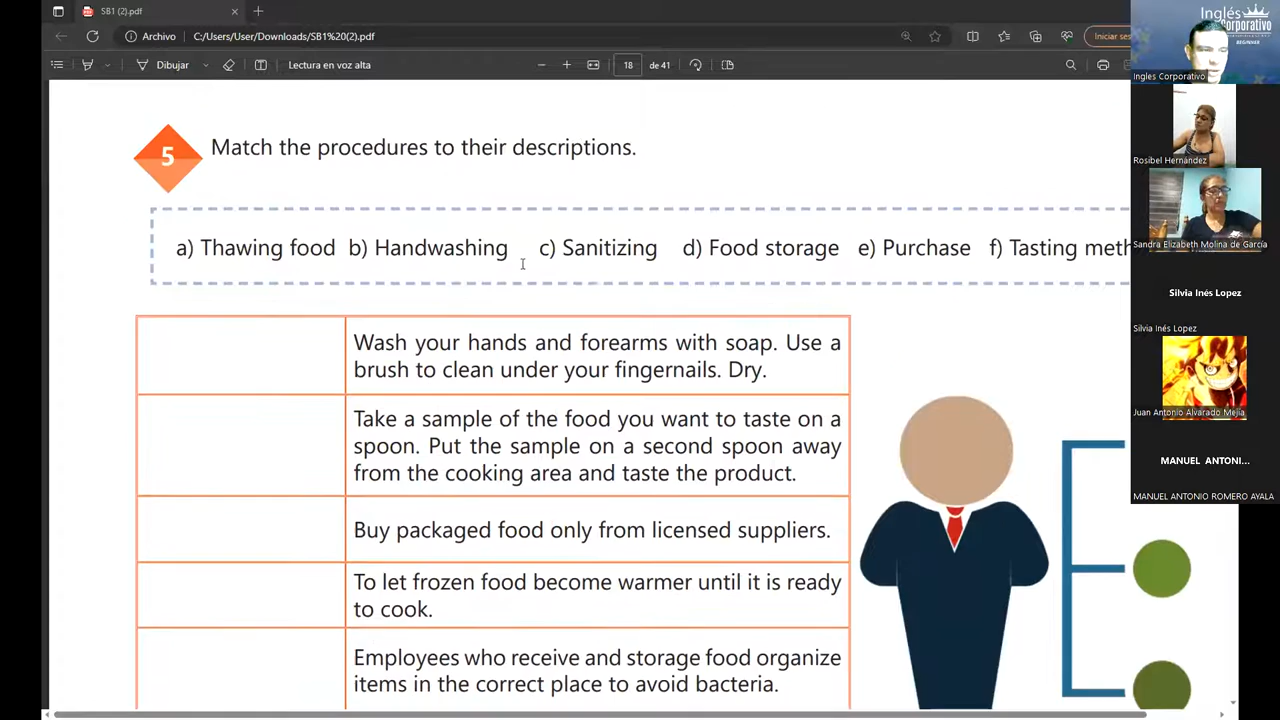 SB1 (2).pdf
Archivo
C:/Users/User/Downloads/SB1%20(2).pdf
Iniciar ses
Dibujar
Lectura en voz alta
18
de 41
5
Match the procedures to their descriptions.
a) Thawing food b) Handwashing c) Sanitizing d) Food storage e) Purchase f) Tasting meth
Wash your hands and forearms with soap. Use a
brush to clean under your fingernails. Dry.
Take a sample of the food you want to taste on a
spoon. Put the sample on a second spoon away
from the cooking area and taste the product.
Buy packaged food only from licensed suppliers.
To let frozen food become warmer until it is ready
to cook.
Employees who receive and storage food organize
items in the correct place to avoid bacteria.
Inglés
Corporativo
BEGINNER
Ingles Corporativo
Rosibel Hernández
Sandra Elizabeth Molina de García
Silvia Inés Lopez
Silvia Inés Lopez
Juan Antonio Alvarado Mejía
MANUEL ANTONI...
MANUEL ANTONIO ROMERO AYALA